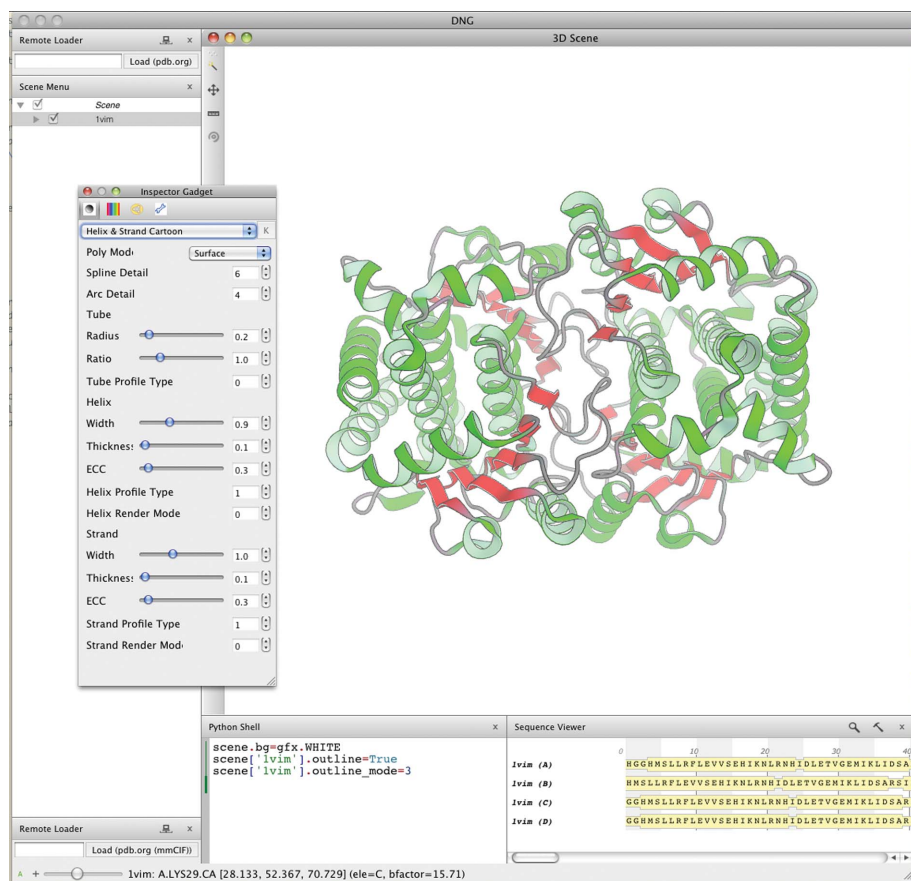 DNG
Remote Loader x
Load (pdb.org)
Scene Menu x
Scene
1vim
3D Scene
Inspector Gadget
Helix & Strand Cartoon K
Poly Mod Surface
Spline Detail 6
Arc Detail 4
Tube
Radius 0.2
Ratio 1.0
Tube Profile Type 0
Helix
Width 0.9
Thickness 0.1
ECC 0.3
Helix Profile Type 1
Helix Render Mode 0
Strand
Width 1.0
Thickness 0.1
ECC 0.3
Strand Profile Type 1
Strand Render Mod 0
Python Shell x
scene.bg=gfx.WHITE
scene['1vim'].outline=True
scene['1vim'].outline_mode=3
Sequence Viewer x
0 10 20 30 40
1vim (A) HGGHMSLLRFLEVVSEHIKNLRNHIDLETVGEMIKLIDSA
1vim (B) HMSLLRFLEVVSEHIKNLRNHIDLETVGEMIKLIDSARSI
1vim (C) GGHMSLLRFLEVVSEHIKNLRNHIDLETVGEMIKLIDSAR
1vim (D) GGHMSLLRFLEVVSEHIKNLRNHIDLETVGEMIKLIDSAR
Remote Loader x
Load (pdb.org (mmCIF))
A + 1vim: A.LYS29.CA [28.133, 52.367, 70.729] (ele=C, bfactor=15.71)